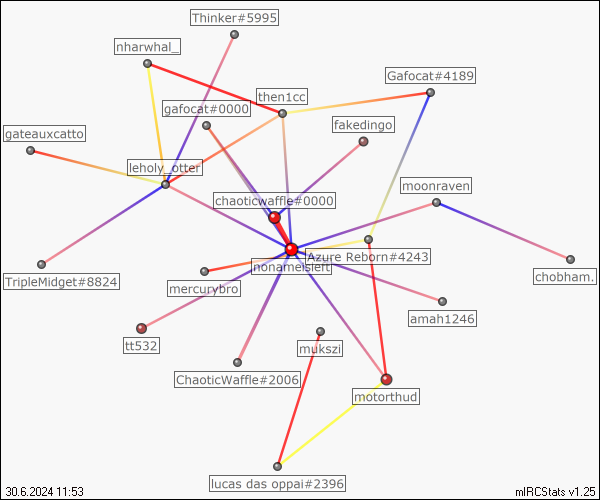 Thinker#5995
nharwhal_
Gafocat#4189
then1cc
gafocat#0000
fakedingo
gateauxcatto
leholy_otter
moonraven
chaoticwaffle#0000
Azure Reborn#4243
TripleMidget#8824
mercurybro
chobham.
amah1246
tt532
mukszi
ChaoticWaffle#2006
motorthud
lucas das oppai#2396
30.6.2024 11:53
mIRCStats v1.25